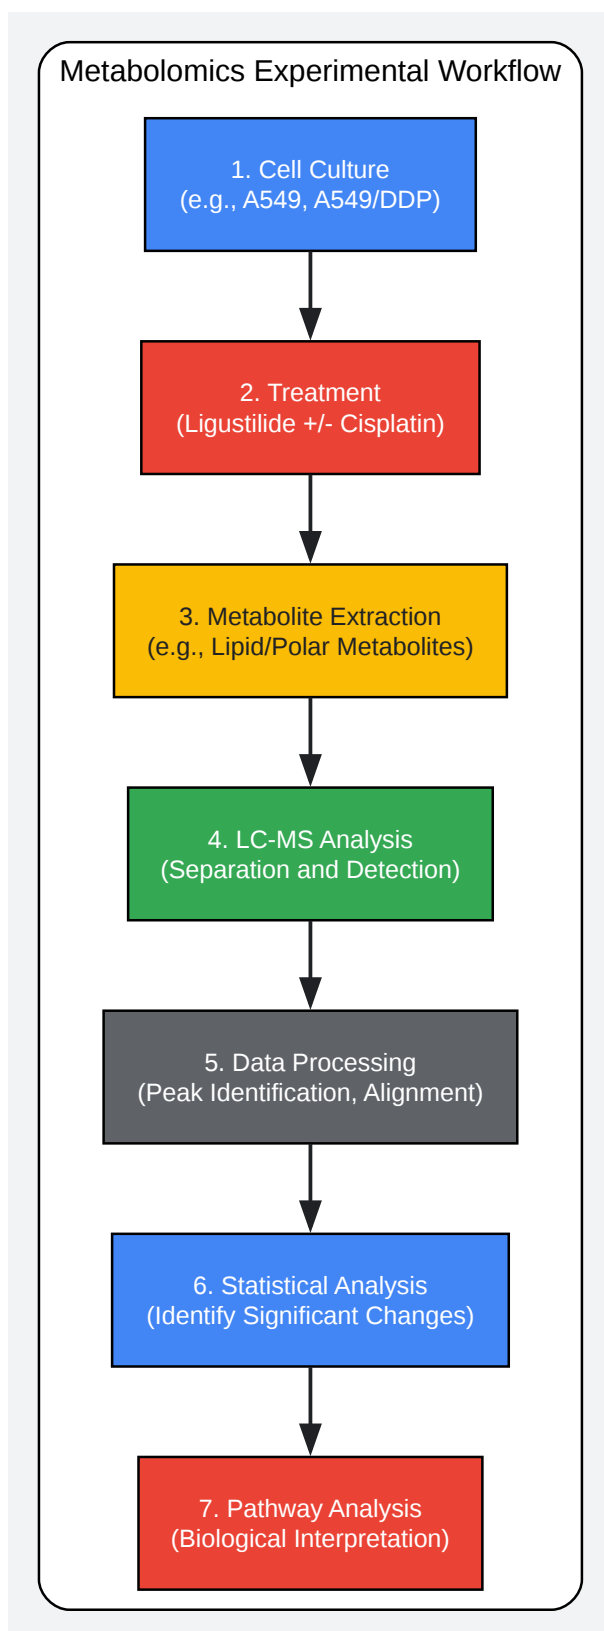 Metabolomics Experimental Workflow
1. Cell Culture
(e.g., A549, A549/DDP)
2. Treatment
(Ligustilide +/- Cisplatin)
3. Metabolite Extraction
(e.g., Lipid/Polar Metabolites)
4. LC-MS Analysis
(Separation and Detection)
5. Data Processing
(Peak Identification, Alignment)
6. Statistical Analysis
(Identify Significant Changes)
7. Pathway Analysis
(Biological Interpretation)